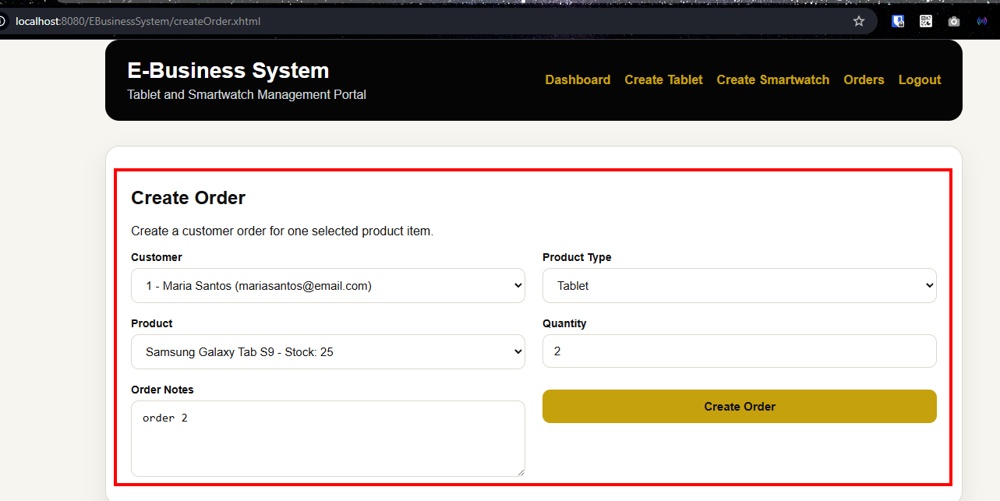 localhost:8080/EBusinessSystem/createOrder.xhtml
E-Business System
Tablet and Smartwatch Management Portal
Dashboard Create Tablet Create Smartwatch Orders Logout
Create Order
Create a customer order for one selected product item.
Customer
1 - Maria Santos (mariasantos@email.com)
Product Type
Tablet
Product
Samsung Galaxy Tab S9 - Stock: 25
Quantity
2
Order Notes
order 2
Create Order